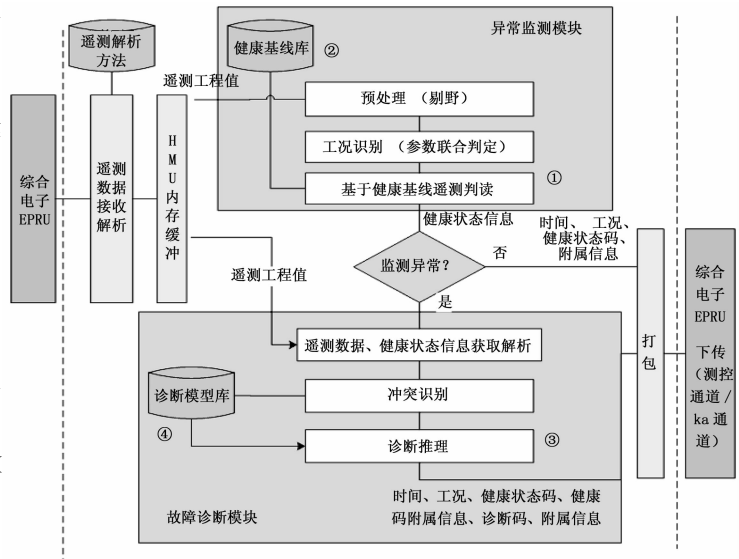 遥测解析
方法
综合
电子
EPRU
遥测
数据
接收
解析
H
M
U
内
存
缓
冲
遥测工程值
遥测工程值
异常监测模块
健康基线库
②
预处理（剔野）
工况识别（参数联合判定）
基于健康基线遥测判读
①
健康状态信息
监测异常？
否
是
时间、工况、
健康状态码、
附属信息
故障诊断模块
遥测数据、健康状态信息获取解析
诊断模型库
④
冲突识别
诊断推理
③
时间、工况、健康状态码、健康
码附属信息、诊断码、附属信息
打
包
综合
电子
EPRU
下传
（测控
通道/
ka通
道）